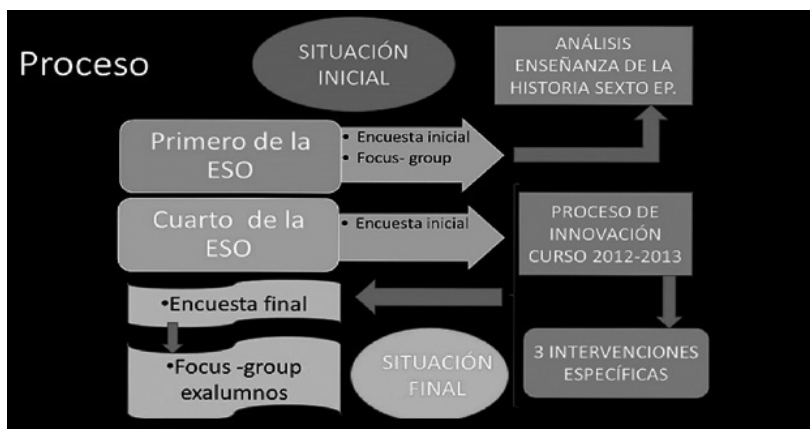 Proceso
SITUACIÓN
INICIAL
ANÁLISIS
ENSEÑANZA DE LA
HISTORIA SEXTO EP.
Primero de la
ESO
• Encuesta inicial
• Focus- group
Cuarto de la
ESO
• Encuesta inicial
PROCESO DE
INNOVACIÓN
CURSO 2012-2013
•Encuesta final
•Focus -group
exalumnos
SITUACIÓN
FINAL
3 INTERVENCIONES
ESPECÍFICAS